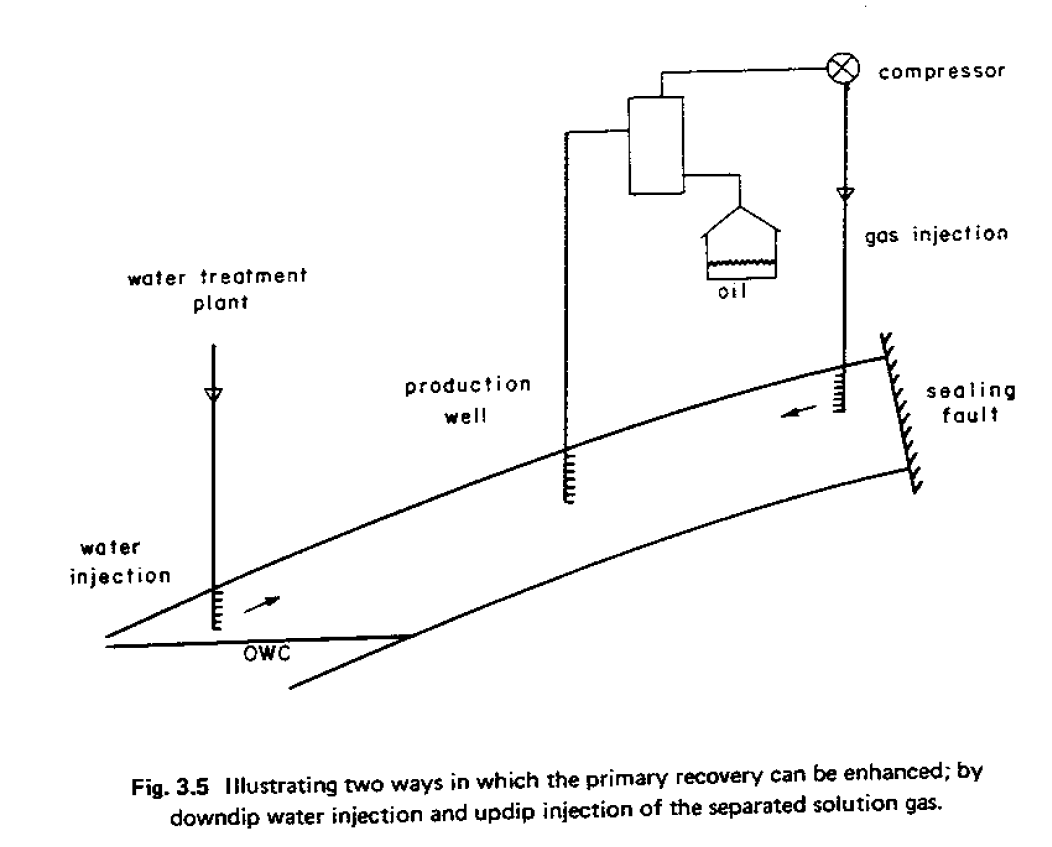 compressor
gas injection
water treatment
plant
oil
production
well
sealing
fault
water
injection
OWC
Fig. 3.5 Illustrating two ways in which the primary recovery can be enhanced; by
downdip water injection and updip injection of the separated solution gas.